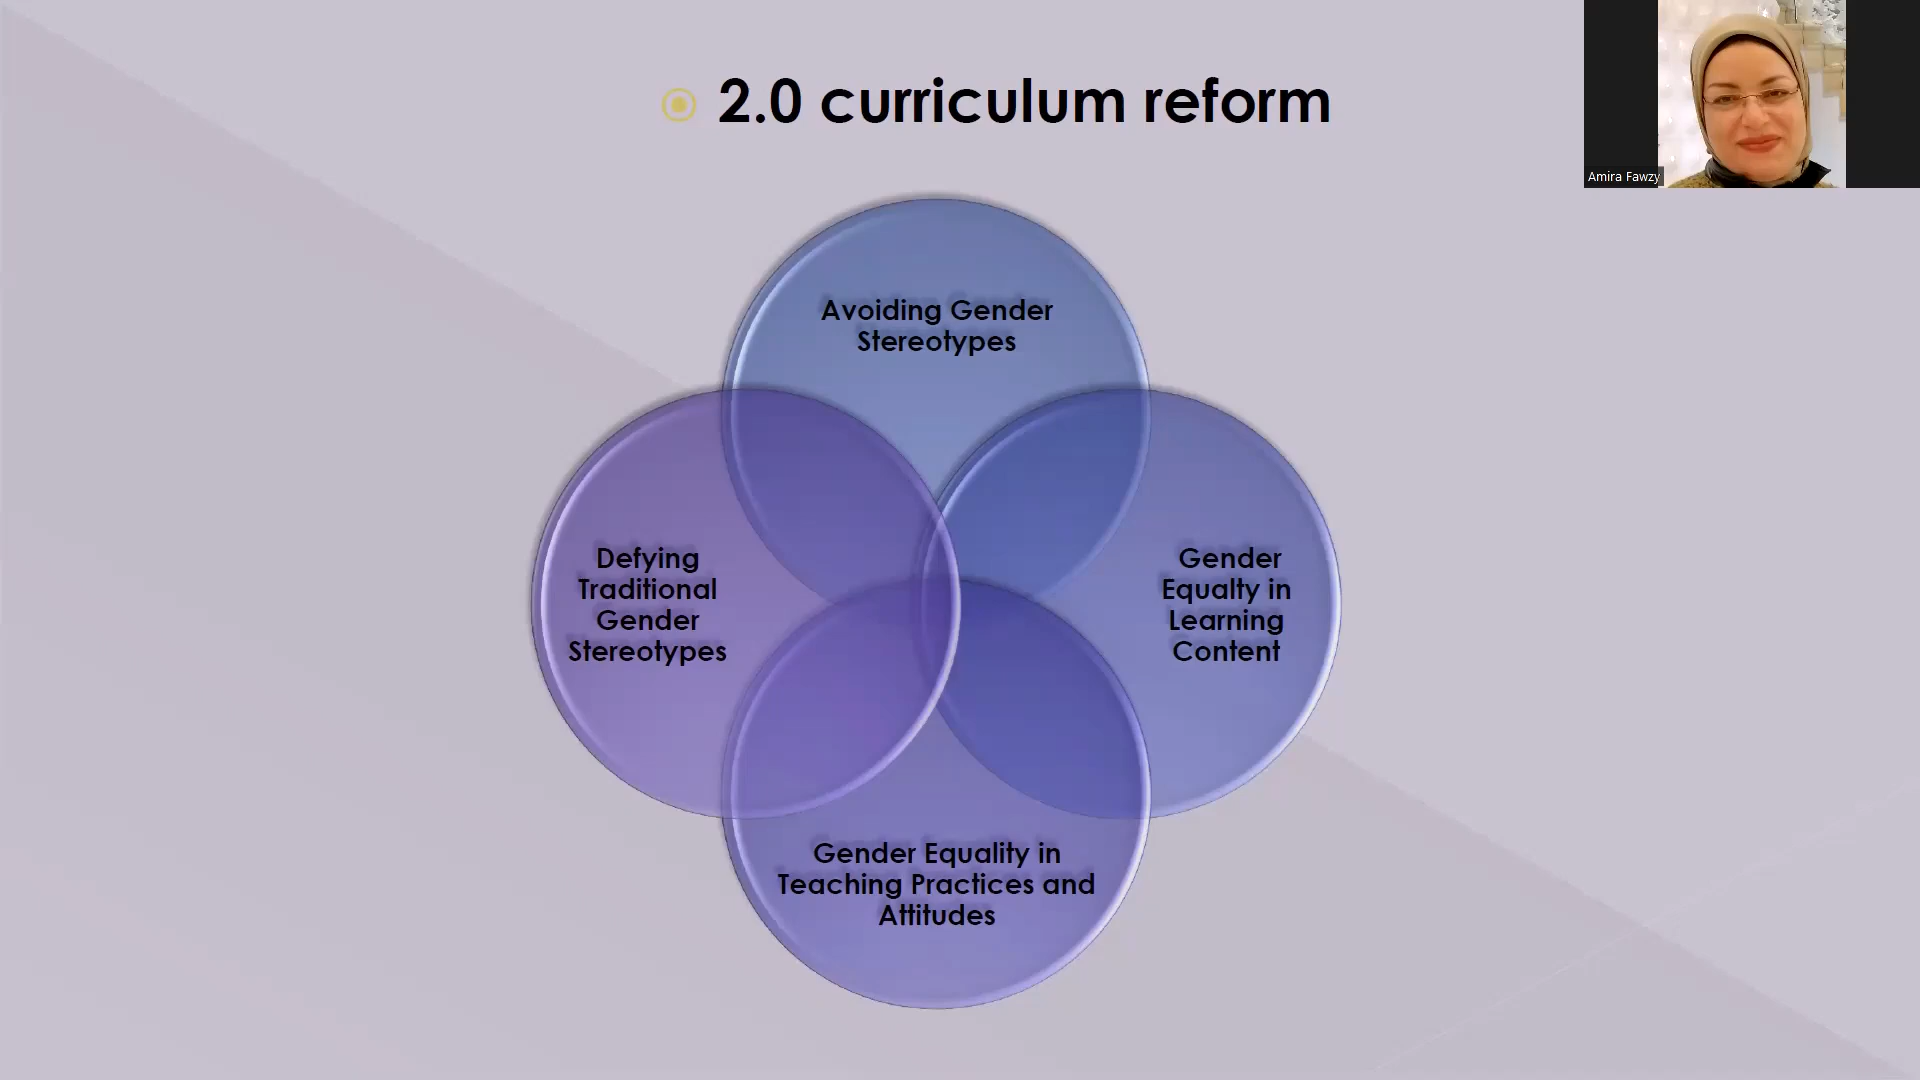 2.0 curriculum reform
Amira Fawzy
Avoiding Gender
Stereotypes
Defying
Traditional
Gender
Stereotypes
Gender
Equalty in
Learning
Content
Gender Equality in
Teaching Practices and
Attitudes